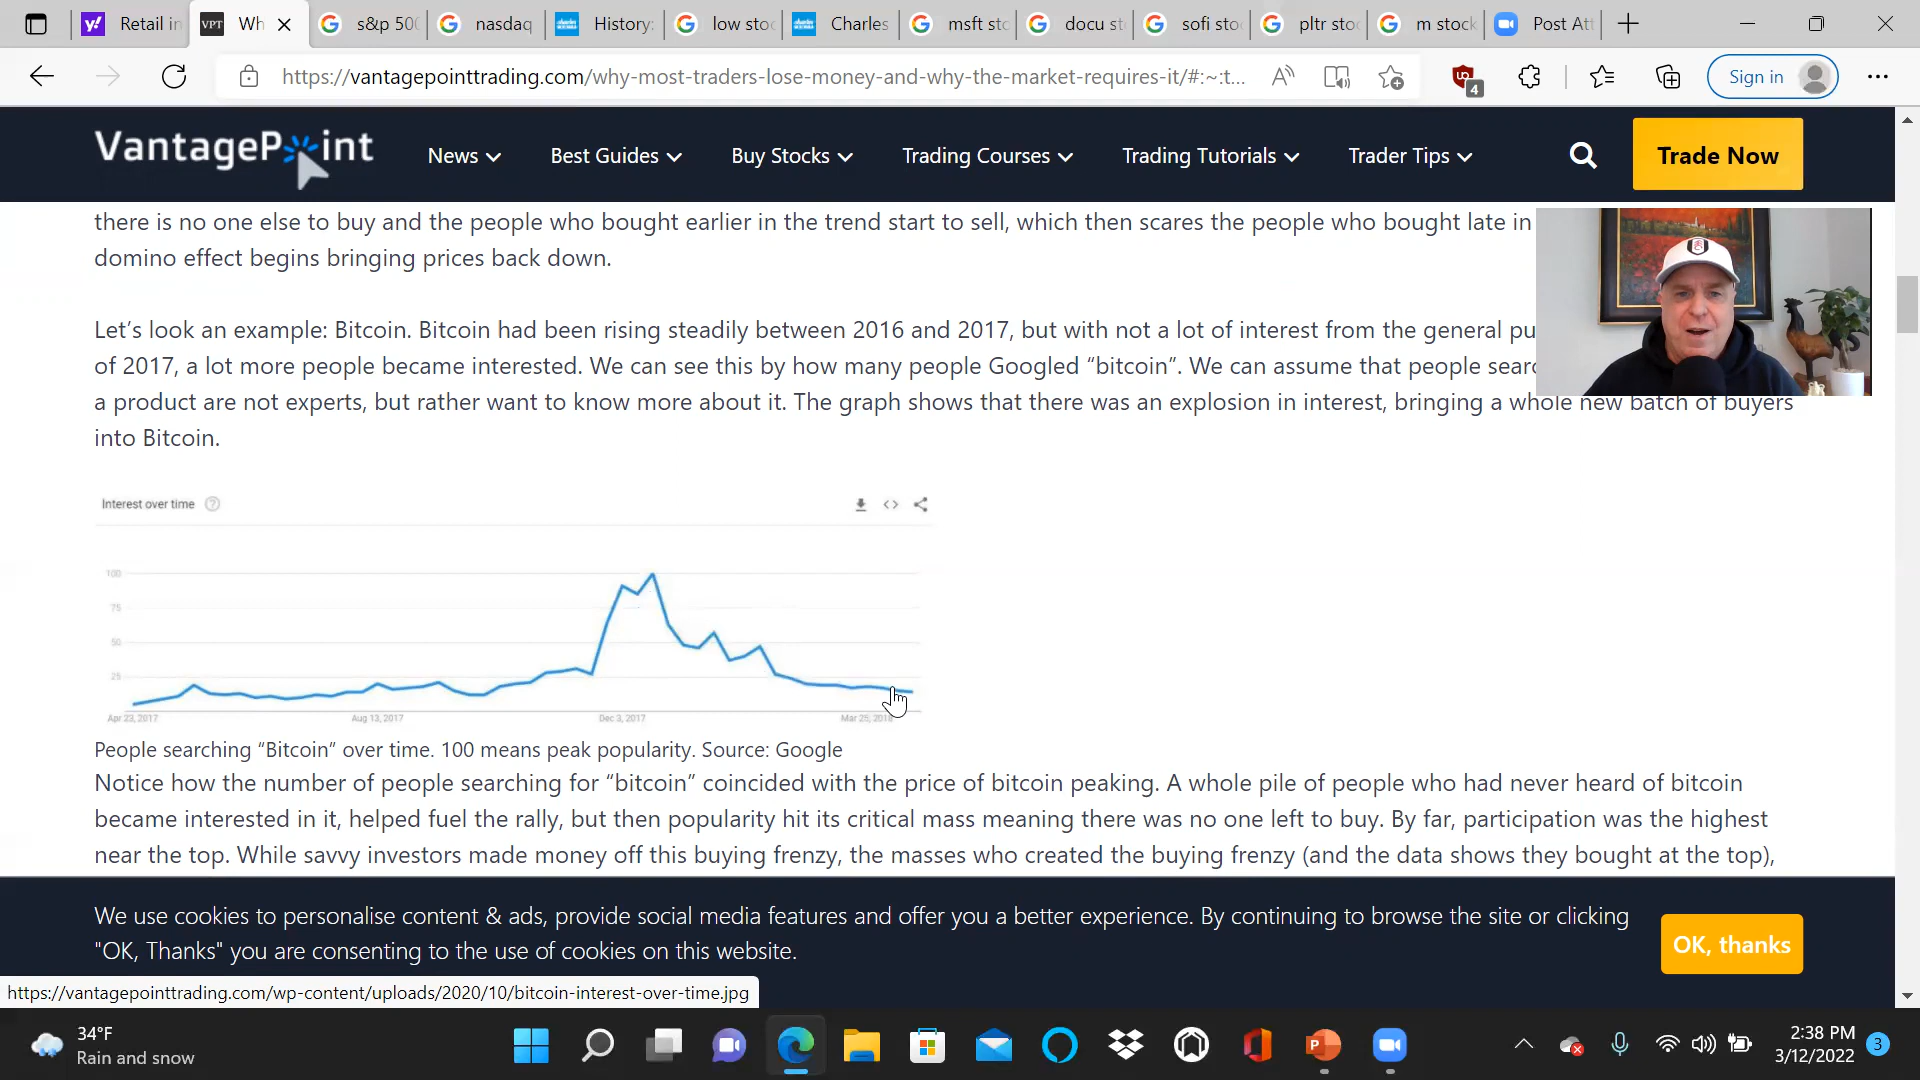 Retail in
VPT Wh
s&p 500
nasdaq
History:
low stoc
Charles
msft sto
docu st
sofi sto
pltr sto
m stock
Post Att
https://vantagepointtrading.com/why-most-traders-lose-money-and-why-the-market-requires-it/#:~:t...
4
Sign in
VantagePoint
News
Best Guides
Buy Stocks
Trading Courses
Trading Tutorials
Trader Tips
Trade Now
there is no one else to buy and the people who bought earlier in the trend start to sell, which then scares the people who bought late in
domino effect begins bringing prices back down.
Let’s look an example: Bitcoin. Bitcoin had been rising steadily between 2016 and 2017, but with not a lot of interest from the general pu
of 2017, a lot more people became interested. We can see this by how many people Googled “bitcoin”. We can assume that people searc
a product are not experts, but rather want to know more about it. The graph shows that there was an explosion in interest, bringing a whole new batch of buyers
into Bitcoin.
Interest over time
100
75
50
25
Apr 23, 2017
Aug 13, 2017
Dec 3, 2017
Mar 25, 2018
People searching “Bitcoin” over time. 100 means peak popularity. Source: Google
Notice how the number of people searching for “bitcoin” coincided with the price of bitcoin peaking. A whole pile of people who had never heard of bitcoin
became interested in it, helped fuel the rally, but then popularity hit its critical mass meaning there was no one left to buy. By far, participation was the highest
near the top. While savvy investors made money off this buying frenzy, the masses who created the buying frenzy (and the data shows they bought at the top),
We use cookies to personalise content & ads, provide social media features and offer you a better experience. By continuing to browse the site or clicking
"OK, Thanks" you are consenting to the use of cookies on this website.
OK, thanks
https://vantagepointtrading.com/wp-content/uploads/2020/10/bitcoin-interest-over-time.jpg
34°F
Rain and snow
2:38 PM
3/12/2022
3